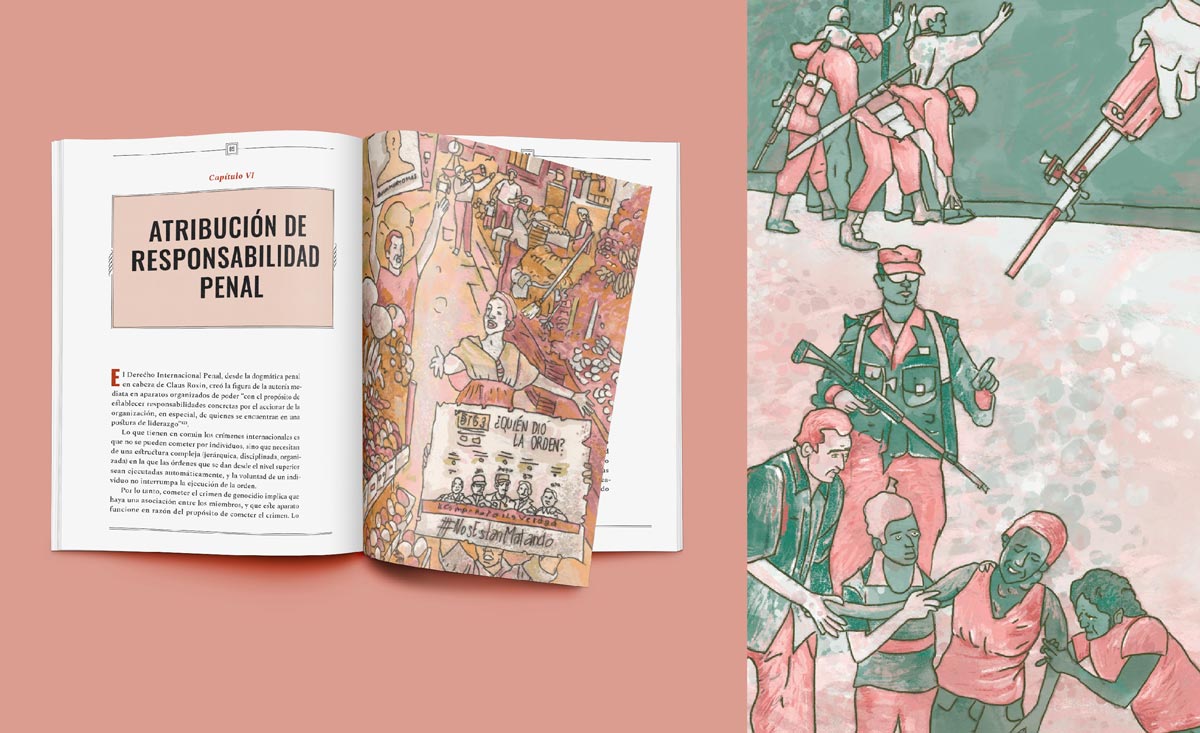 Capítulo VI
ATRIBUCIÓN DE
RESPONSABILIDAD
PENAL
El Derecho Internacional Penal, desde la dogmática penal
en cabeza de Claus Roxin, creó la figura de la autoría me-
diata en aparatos organizados de poder “con el propósito de
establecer responsabilidades concretas por el accionar de la
organización, en especial, de quienes se encuentran en una
postura de liderazgo”
Lo que tienen en común los crímenes internacionales es
que no se pueden cometer por individuos, sino que necesitan
de una estructura compleja (jerárquica, disciplinada, organi-
zada) en la que las órdenes que se dan desde el nivel superior
sean ejecutadas automáticamente, y la voluntad de un indi-
viduo no interrumpa la ejecución de la orden.
Por lo tanto, cometer el crimen de genocidio implica que
haya una asociación entre los miembros, y que este aparato
funcione en razón del propósito de cometer el crimen. Lo
¿QUIÉN DIO
LA ORDEN?
#NosEstánMatando